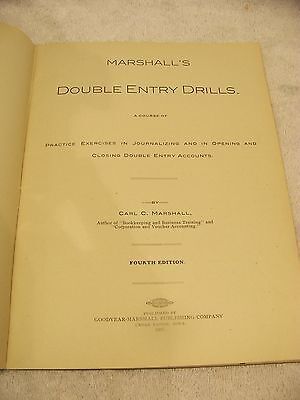 MARSHALL'S
DOUBLE ENTRY DRILLS.
A COURSE OF
PRACTICE EXERCISES IN JOURNALIZING AND IN OPENING AND
CLOSING DOUBLE ENTRY ACCOUNTS.
BY
CARL C. MARSHALL,
Author of "Bookkeeping and Business Training" and
"Corporation and Voucher Accounting."
FOURTH EDITION.
PUBLISHED BY
GOODYEAR-MARSHALL PUBLISHING COMPANY
CEDAR RAPIDS, IOWA